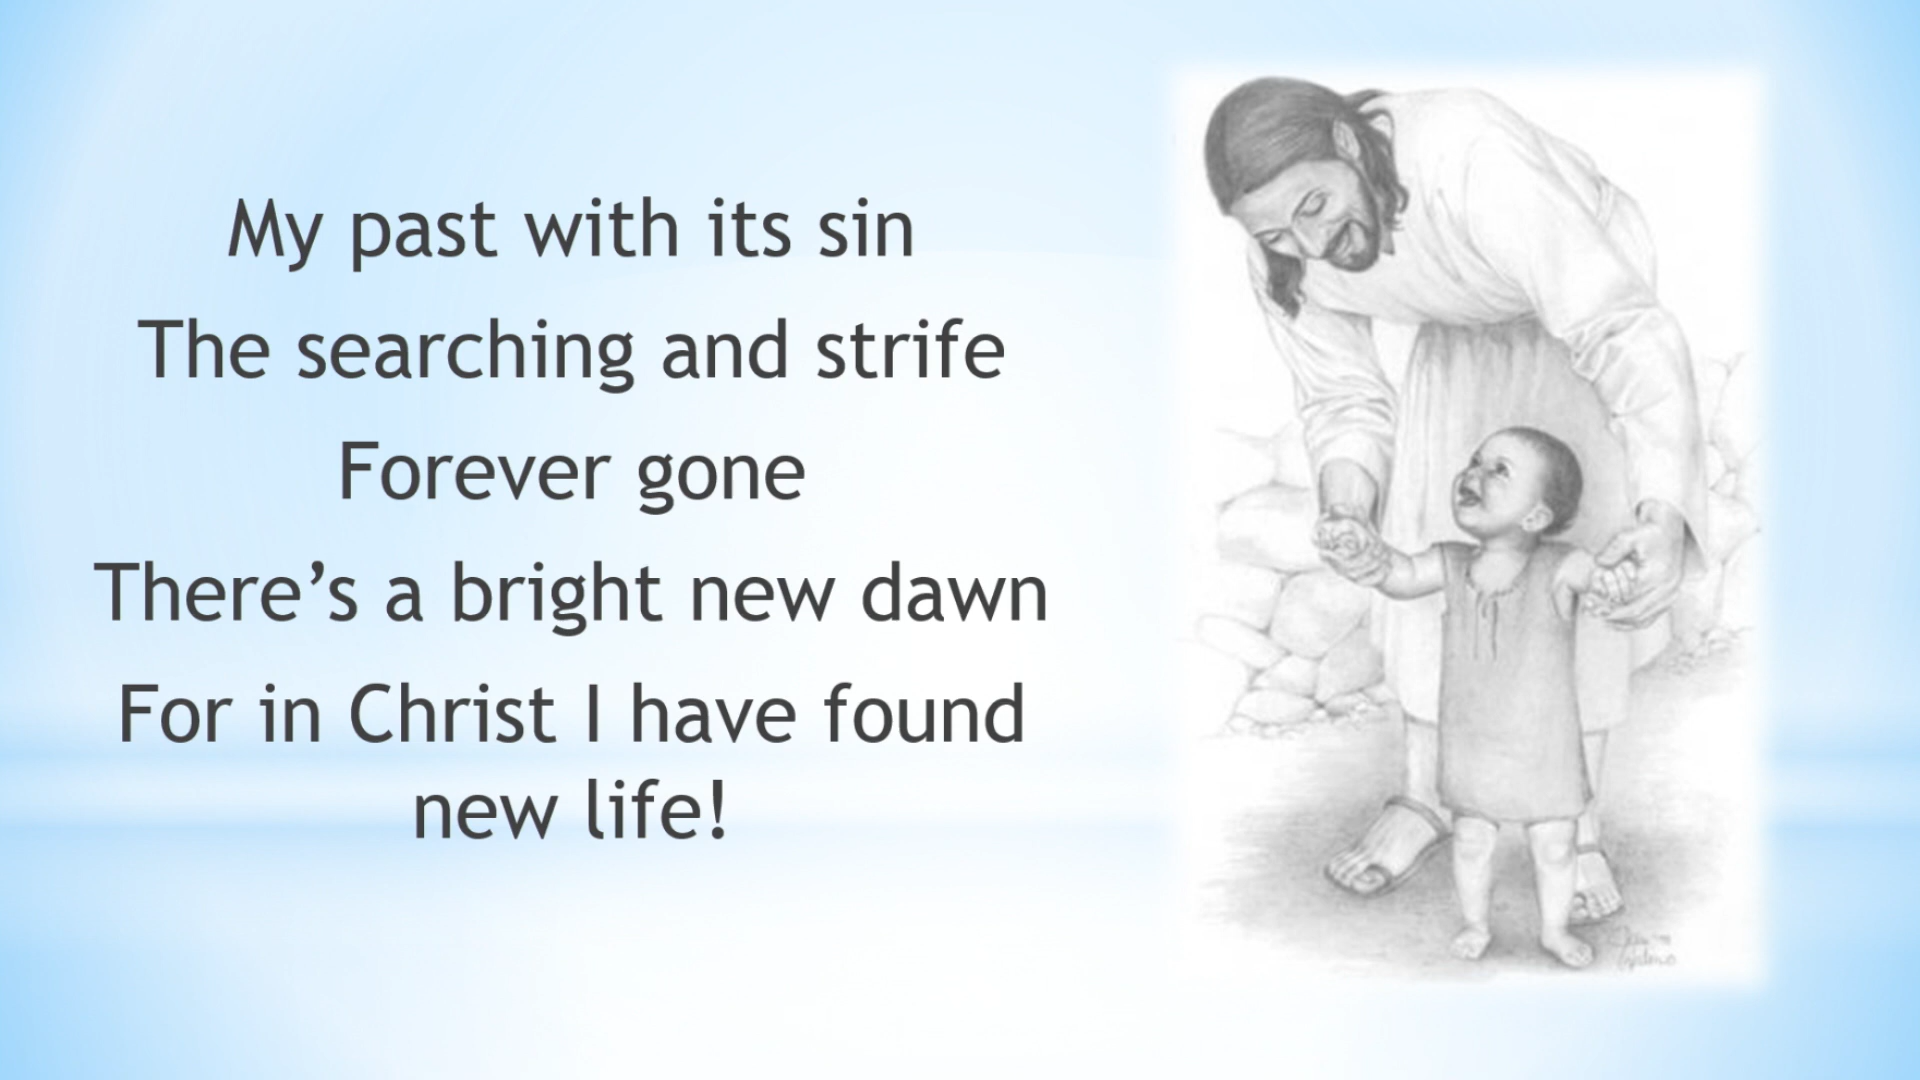 My past with its sin
The searching and strife
Forever gone
There’s a bright new dawn
For in Christ I have found
new life!